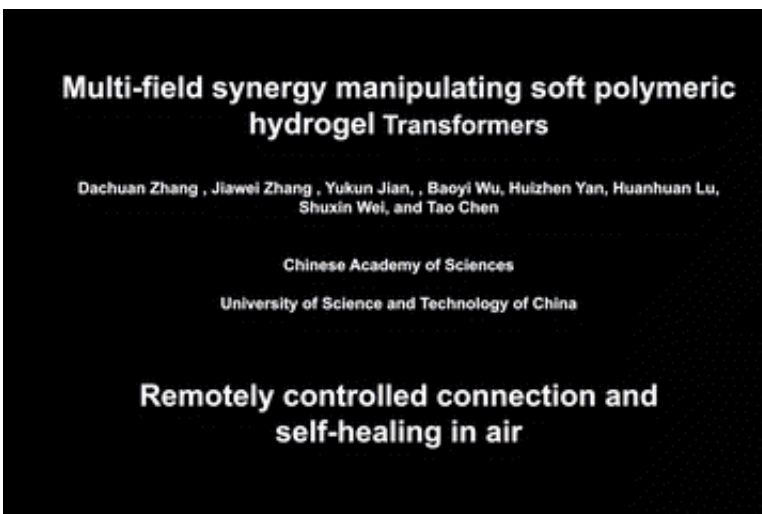 Multi-field synergy manipulating soft polymeric
hydrogel Transformers
Dachuan Zhang , Jiawei Zhang , Yukun Jian, , Baoyi Wu, Huizhen Yan, Huanhuan Lu,
Shuxin Wei, and Tao Chen
Chinese Academy of Sciences
University of Science and Technology of China
Remotely controlled connection and
self-healing in air